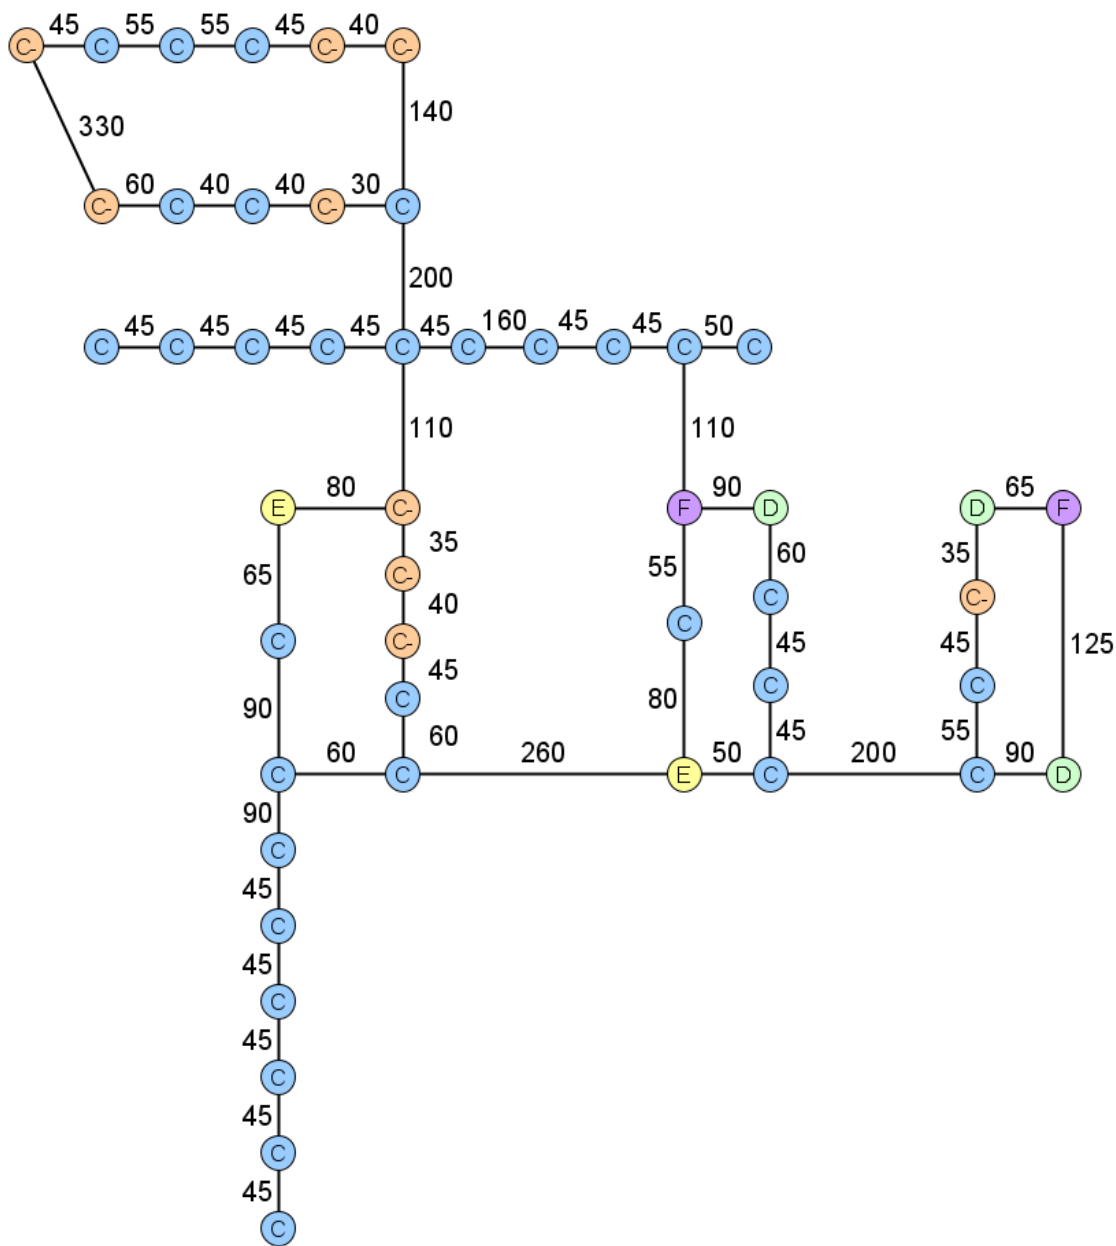 45 55 55 45 40
C- C C C C- C-
330 140
60 40 40 30
C- C C C- C
200
45 45 45 45 45 160 45 45 50
C C C C C C C C C C
110 110
80 90 65
E C- F D D F
35
65 C- 55 60 35
40 C C-
C C- C 45 45 125
45 C C
90 C 80 45 55
60 60 260 50 200 90
C C E C C D
90
C
45
C
45
C
45
C
45
C
45
C